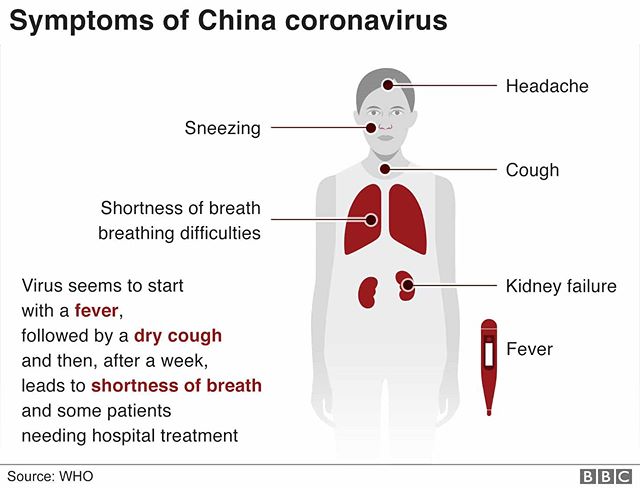 Symptoms of China coronavirus
Headache
Sneezing
Cough
Shortness of breath
breathing difficulties
Kidney failure
Fever
Virus seems to start
with a fever,
followed by a dry cough
and then, after a week,
leads to shortness of breath
and some patients
needing hospital treatment
Source: WHO
BBC